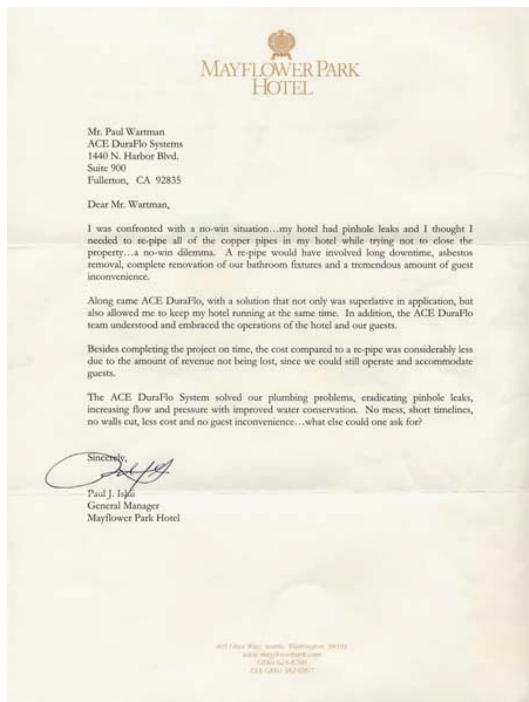 MAYFLOWER PARK
HOTEL
Mr. Paul Wartman
ACE DuraFlo Systems
1440 N. Harbor Blvd.
Suite 900
Fullerton, CA 92835
Dear Mr. Wartman,
I was confronted with a no-win situation…my hotel had pinhole leaks and I thought I
needed to re-pipe all of the copper pipes in my hotel while trying not to close the
property…a no-win dilemma. A re-pipe would have involved long downtime, asbestos
removal, complete renovation of our bathroom fixtures and a tremendous amount of guest
inconvenience.
Along came ACE DuraFlo, with a solution that not only was superlative in application, but
also allowed me to keep my hotel running at the same time. In addition, the ACE DuraFlo
team understood and embraced the operations of the hotel and our guests.
Besides completing the project on time, the cost compared to a re-pipe was considerably less
due to the amount of revenue not being lost, since we could still operate and accommodate
guests.
The ACE DuraFlo System solved our plumbing problems, eradicating pinhole leaks,
increasing flow and pressure with improved water conservation. No mess, short timelines,
no walls cut, less cost and no guest inconvenience…what else could one ask for?
Sincerely,
Paul J. Ishii
General Manager
Mayflower Park Hotel
405 Olive Way, Seattle, Washington 98101
www.mayflowerpark.com